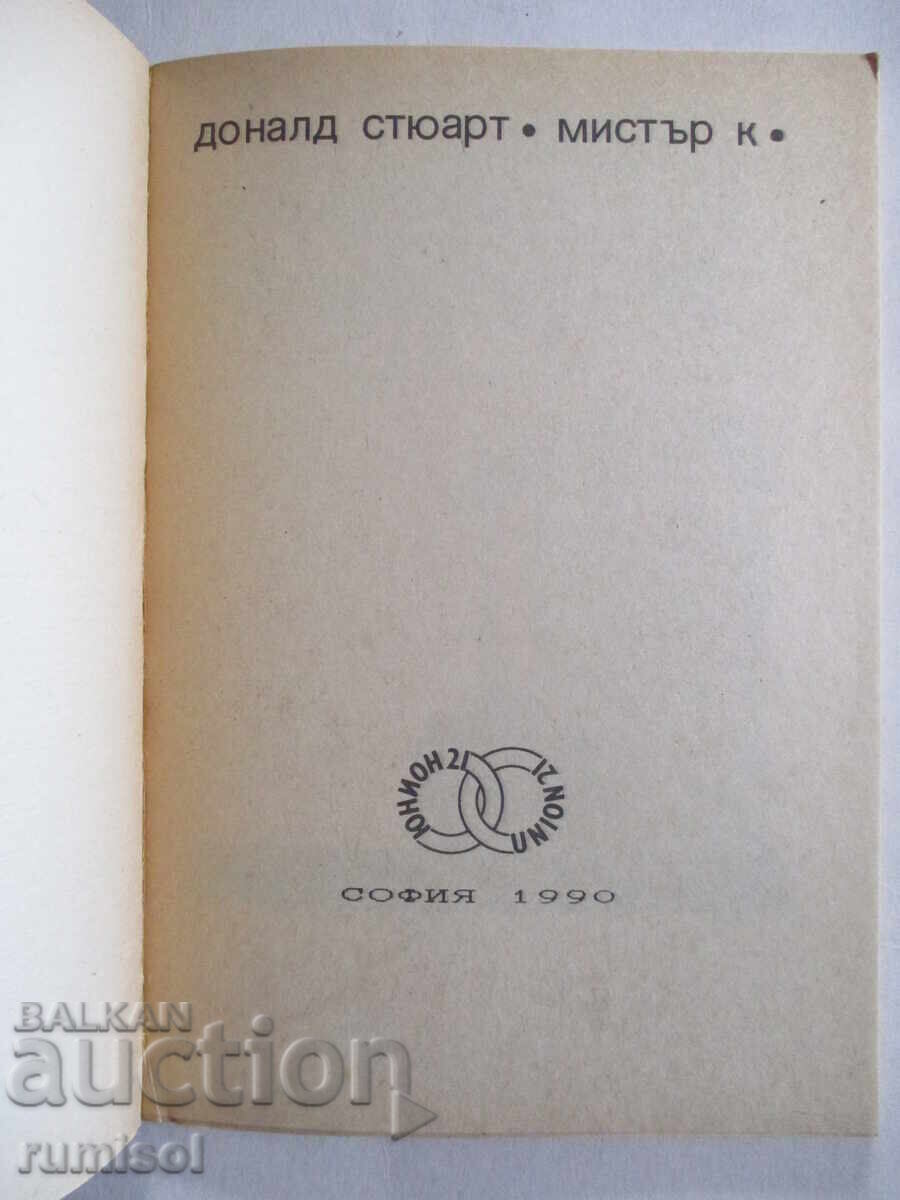 доналд стюарт • мистър к •
ЮНИОН 21
UNION 21
СОФИЯ 1990
BALKAN
auction
rumisol